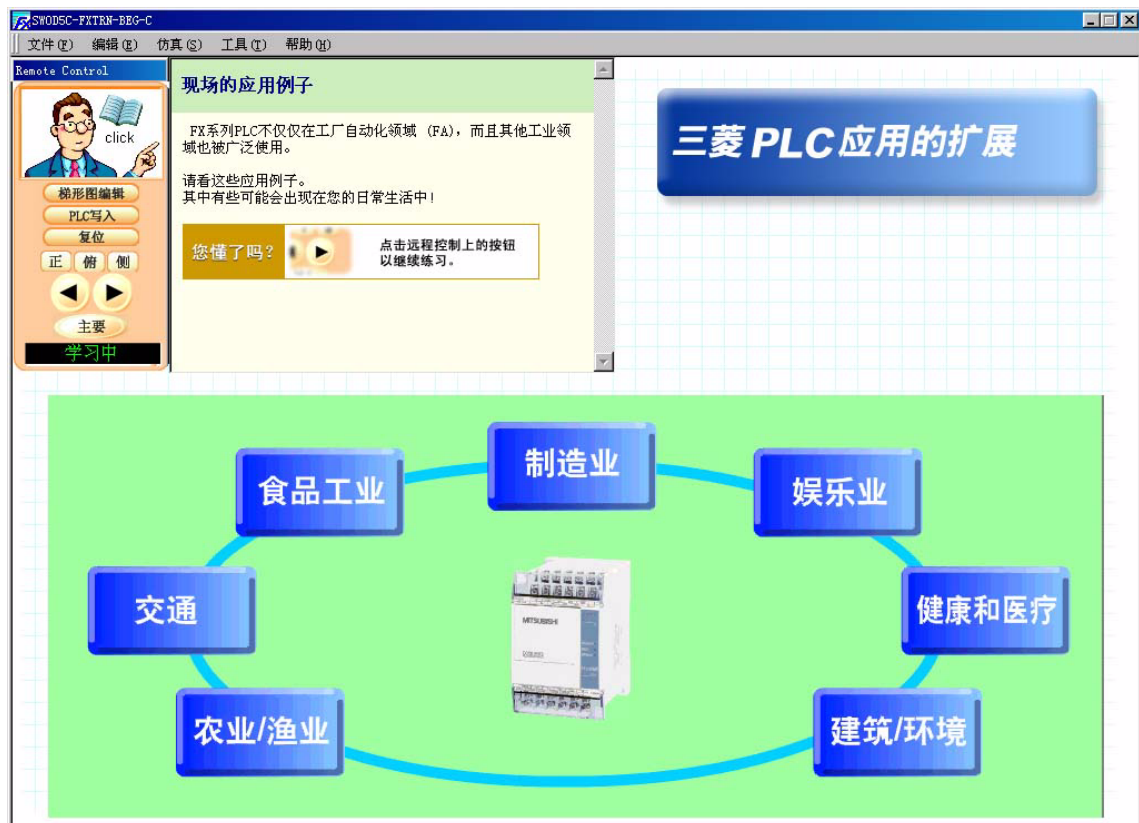 SW0D5C-FXTRN-BEG-C
文件(F) 编辑(E) 仿真(S) 工具(T) 帮助(H)
Remote Control
click
梯形图编辑
PLC写入
复位
正 俯 侧
主要
学习中
现场的应用例子
FX系列PLC不仅仅在工厂自动化领域 (FA), 而且其他工业领
域也被广泛使用。
请看这些应用例子。
其中有些可能会出现在您的日常生活中!
您懂了吗?
点击远程控制上的按钮
以继续练习。
三菱PLC应用的扩展
制造业
食品工业
娱乐业
交通
健康和医疗
农业/渔业
建筑/环境
MITSUBISHI